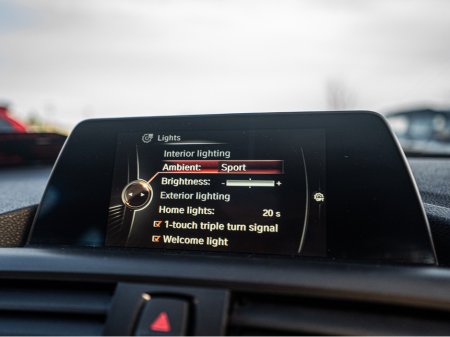 Lights
Interior lighting
Ambient: Sport
Brightness: - +
Exterior lighting
Home lights: 20 s
1-touch triple turn signal
Welcome light